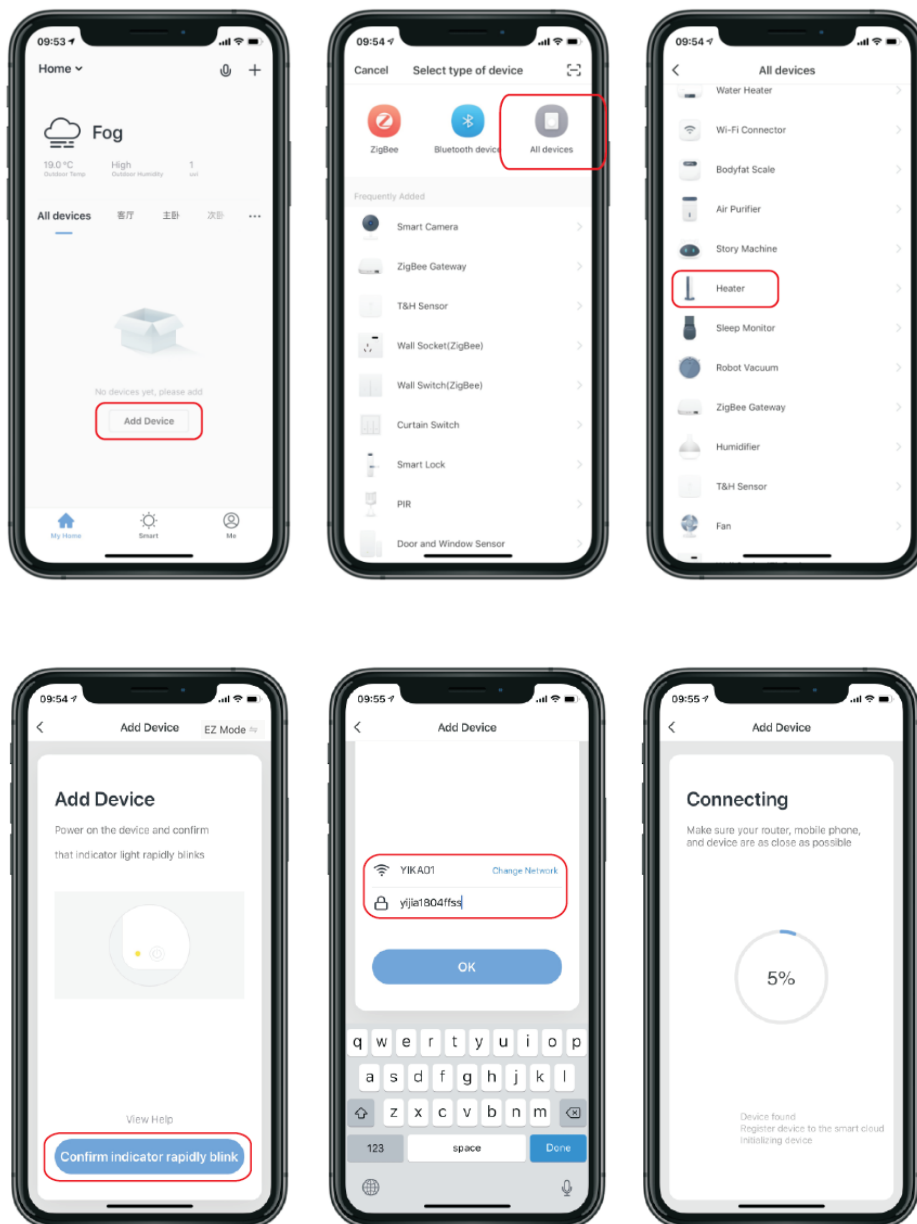 09:53
Home
Fog
19.0 °C
High
1
Outdoor Temp
Outdoor Humidity
All devices
客厅
主卧
次卧
No devices yet, please add
Add Device
My Home
Smart
Me
09:54
Cancel
Select type of device
ZigBee
Bluetooth device
All devices
Frequently Added
Smart Camera
ZigBee Gateway
T&H Sensor
Wall Socket(ZigBee)
Wall Switch(ZigBee)
Curtain Switch
Smart Lock
PIR
Door and Window Sensor
09:54
All devices
Water Heater
Wi-Fi Connector
Bodyfat Scale
Air Purifier
Story Machine
Heater
Sleep Monitor
Robot Vacuum
ZigBee Gateway
Humidifier
T&H Sensor
Fan
09:54
Add Device
EZ Mode
Add Device
Power on the device and confirm
that indicator light rapidly blinks
View Help
Confirm indicator rapidly blink
09:55
Add Device
YIKA01
Change Network
yijia1804ffss
OK
q w e r t y u i o p
a s d f g h j k l
z x c v b n m
123
space
Done
09:55
Add Device
Connecting
Make sure your router, mobile phone,
and device are as close as possible
5%
Device found
Register device to the smart cloud
Initializing device